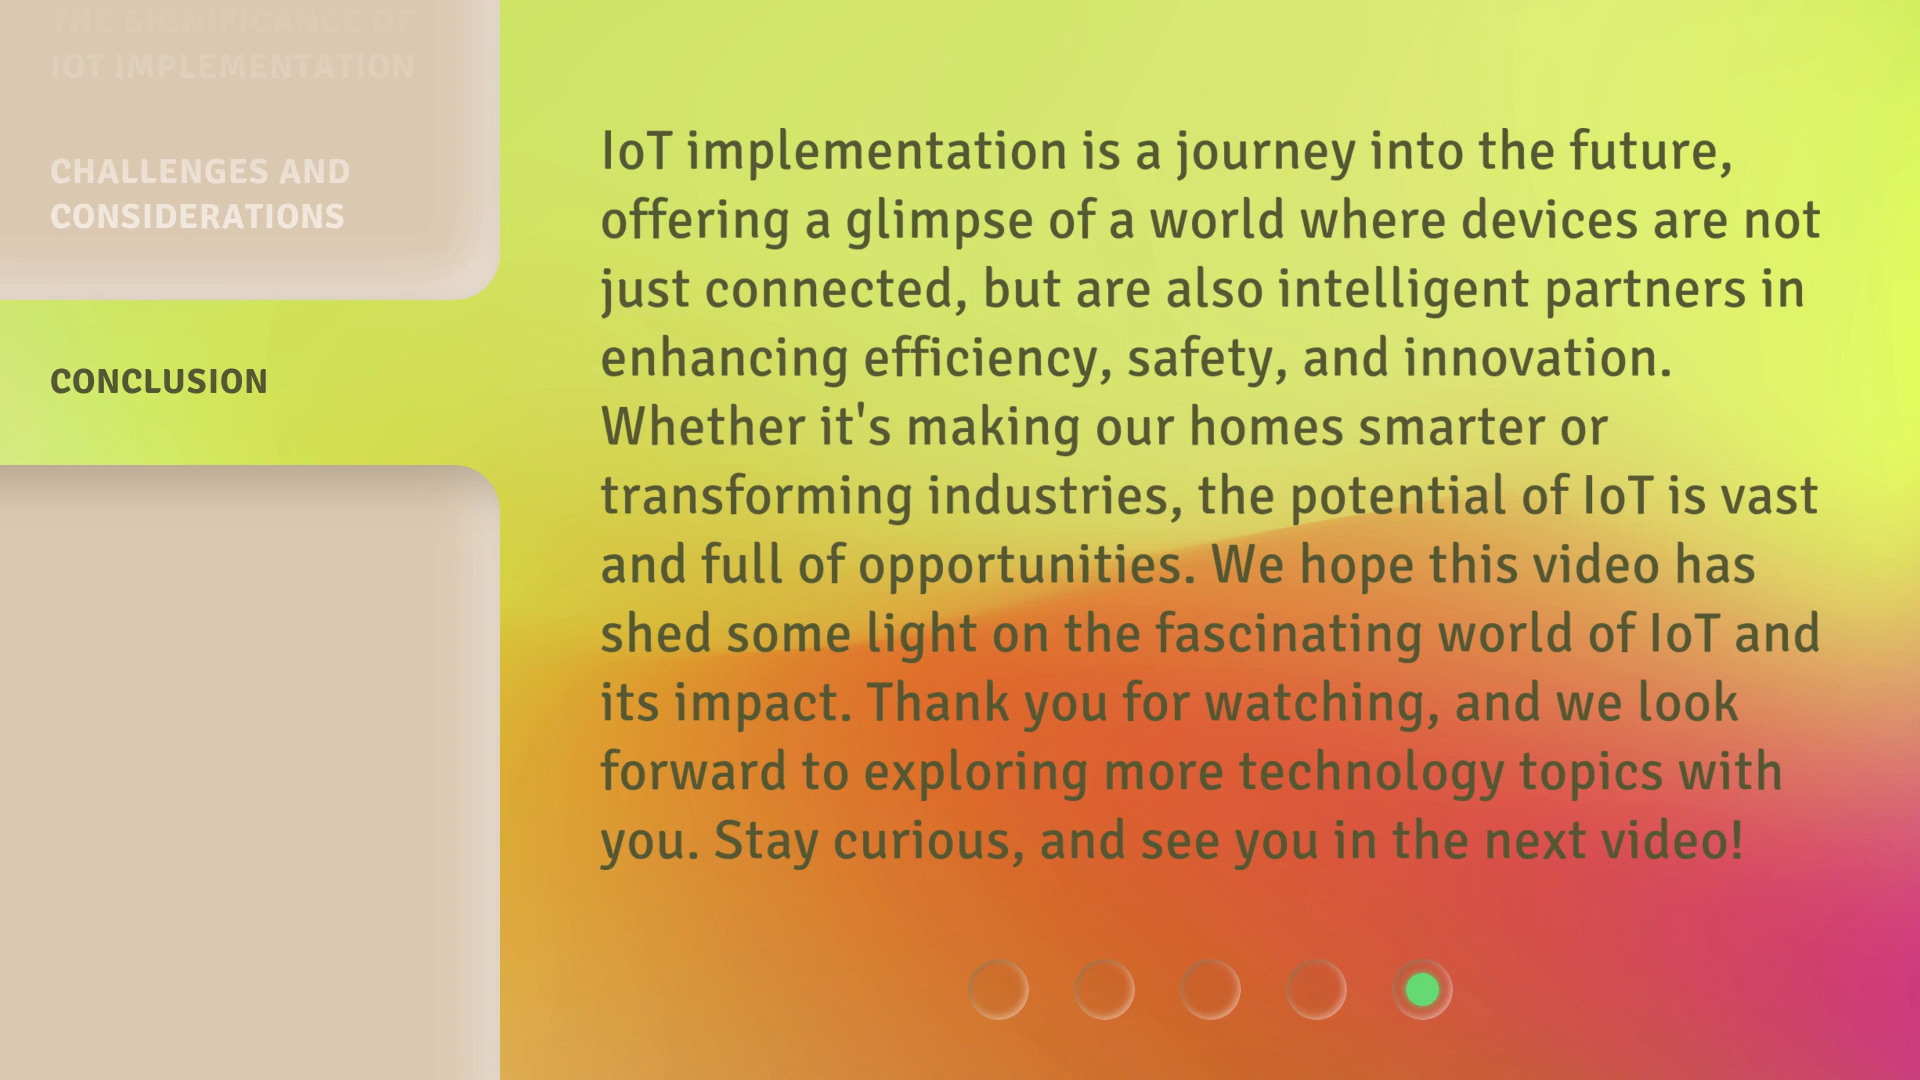 THE SIGNIFICANCE OF
IOT IMPLEMENTATION
CHALLENGES AND
CONSIDERATIONS
CONCLUSION
IoT implementation is a journey into the future,
offering a glimpse of a world where devices are not
just connected, but are also intelligent partners in
enhancing efficiency, safety, and innovation.
Whether it's making our homes smarter or
transforming industries, the potential of IoT is vast
and full of opportunities. We hope this video has
shed some light on the fascinating world of IoT and
its impact. Thank you for watching, and we look
forward to exploring more technology topics with
you. Stay curious, and see you in the next video!